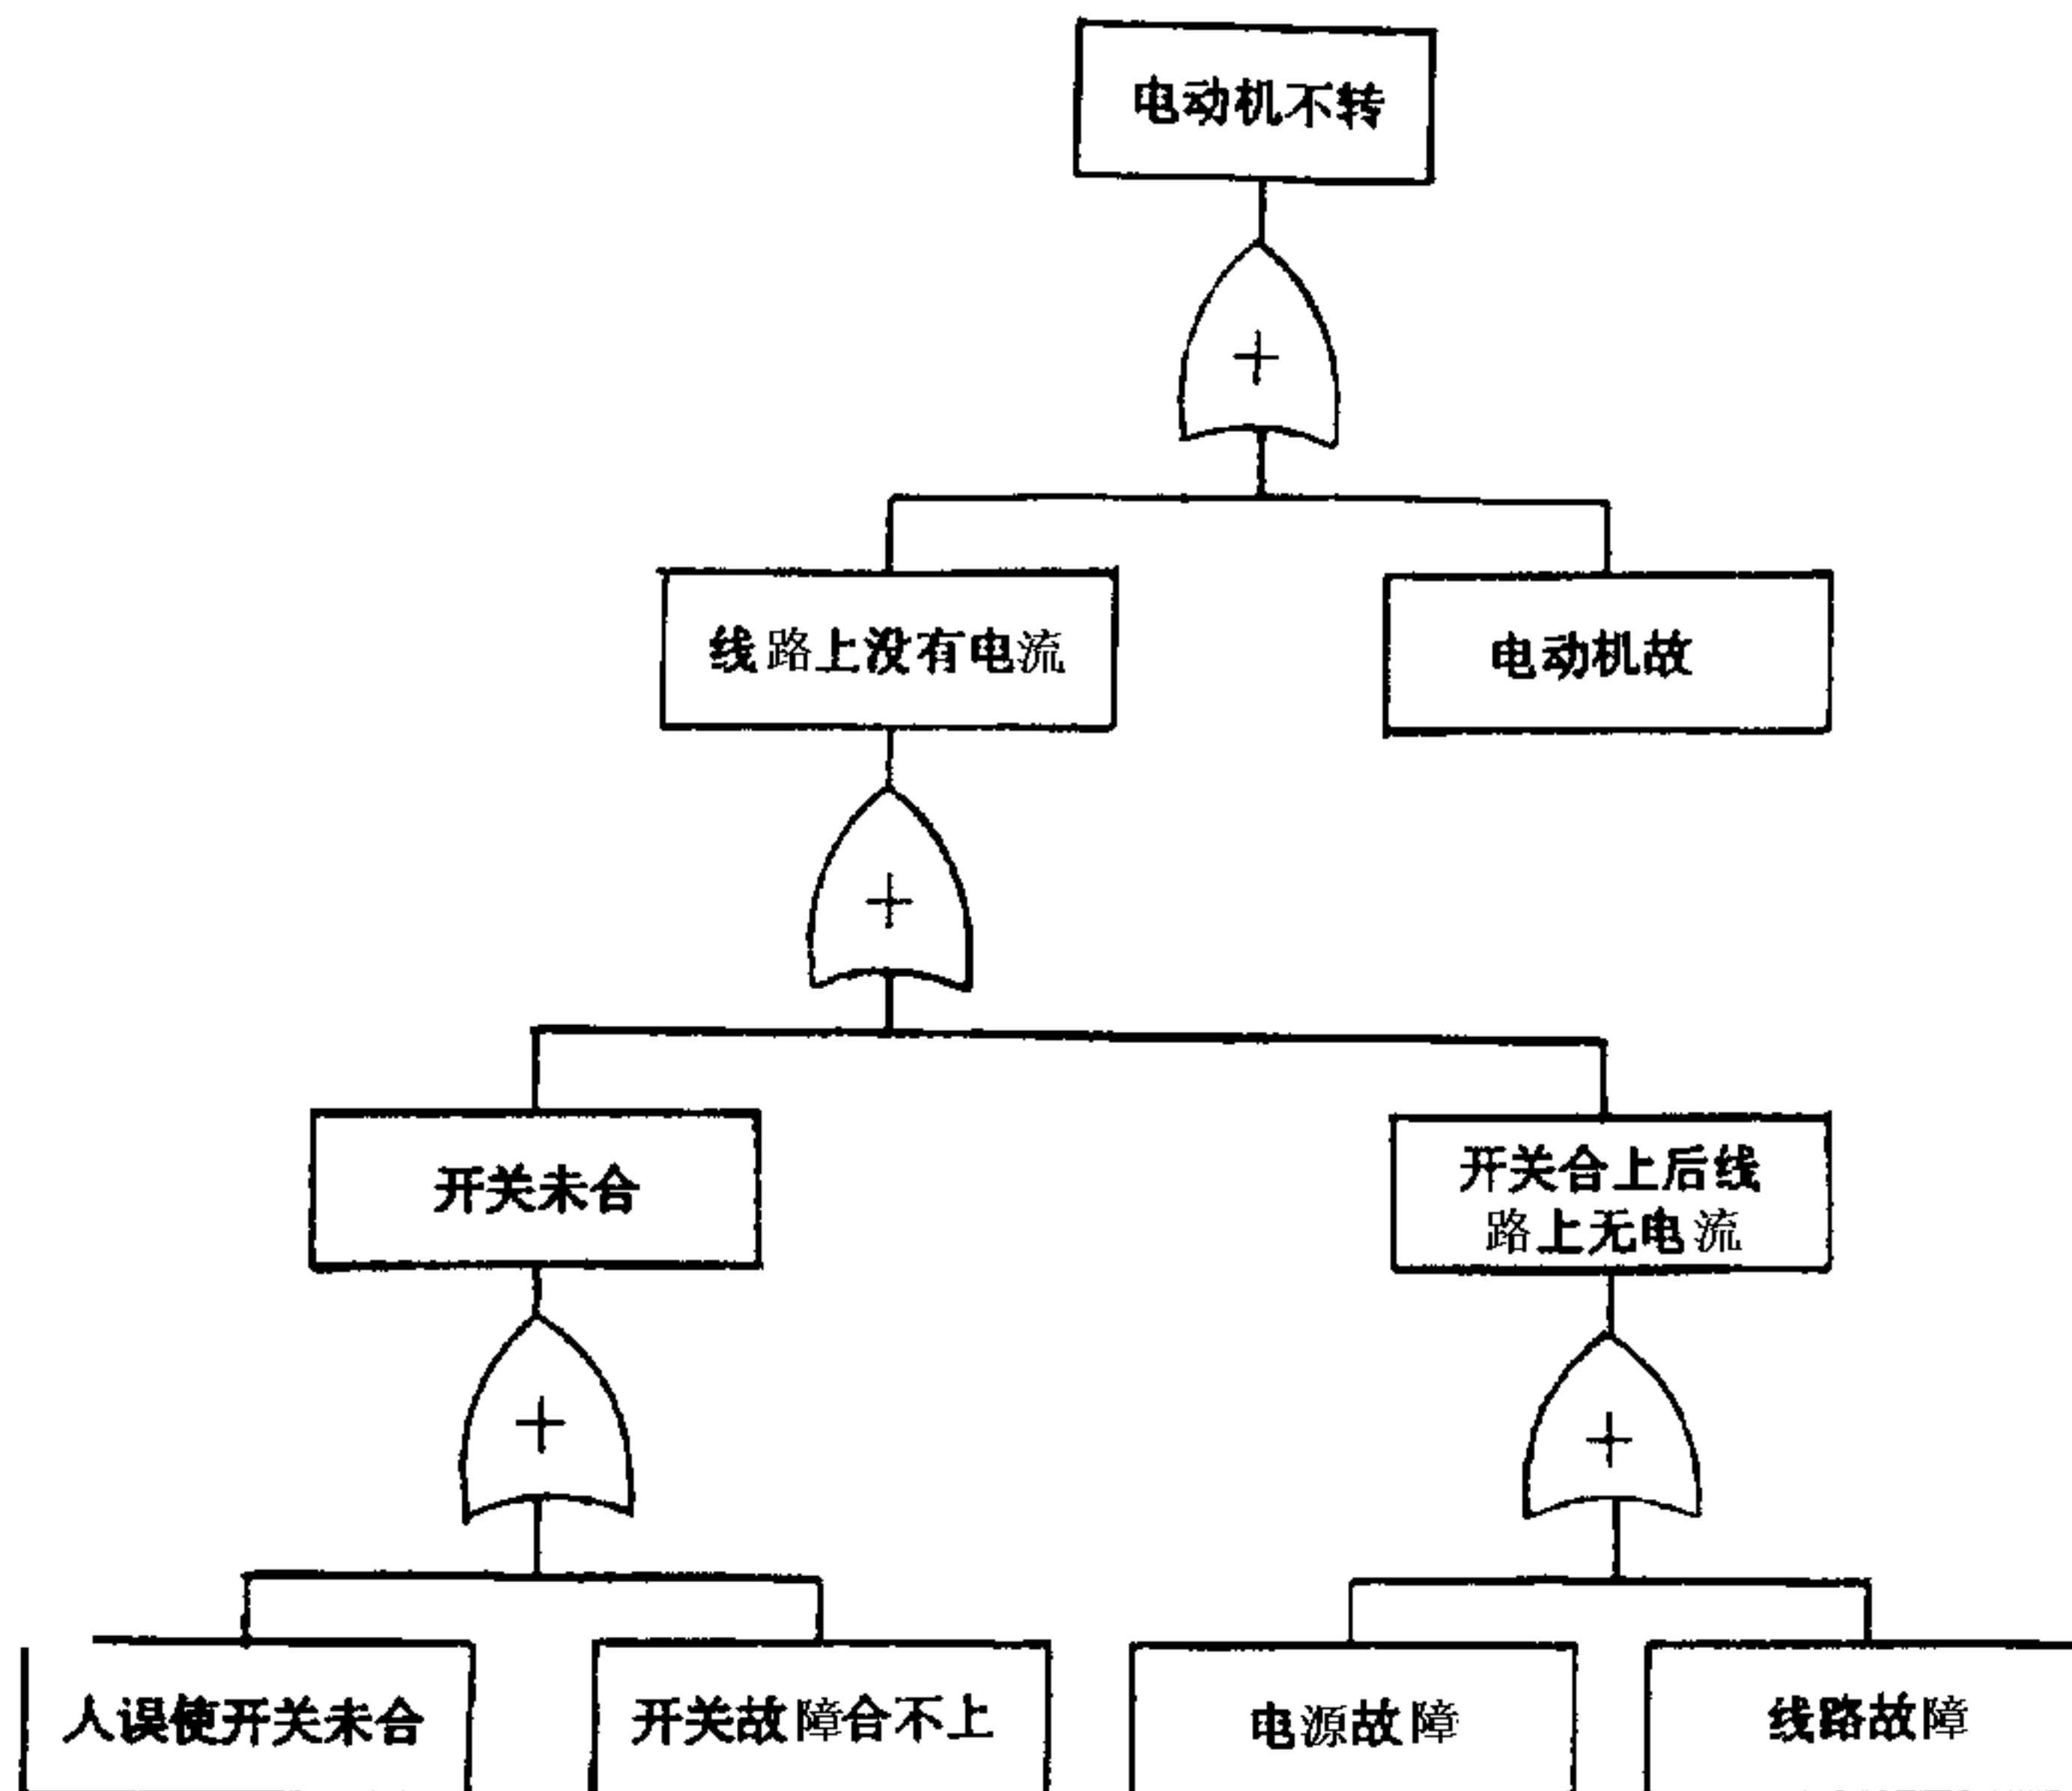 电动机不转
+
线路上没有电流
电动机故
+
开关未合
开关合上后线
路上无电流
+
+
人误使开关未合
开关故障合不上
电源故障
线路故障